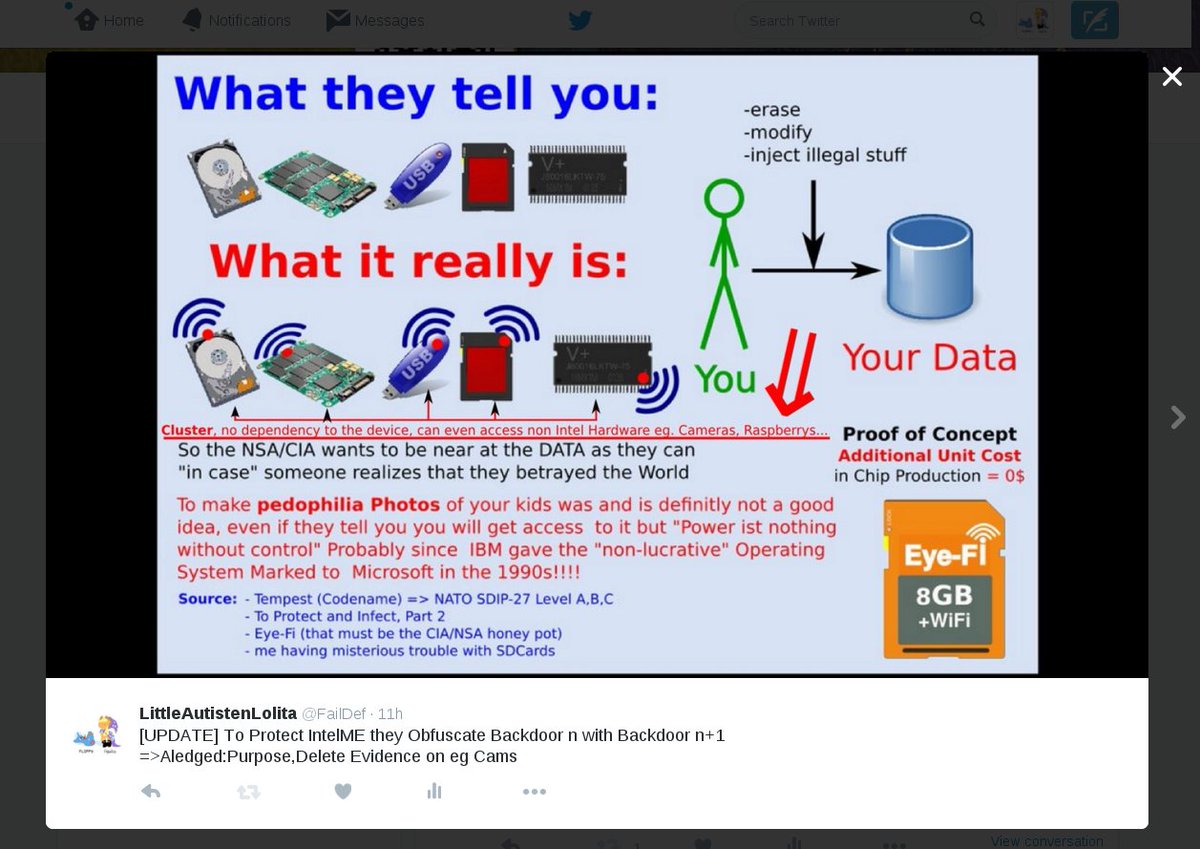 Home
Notifications
Messages
Search Twitter
What they tell you:
-erase
-modify
-inject illegal stuff
USB
V+
What it really is:
USB
V+
You
Your Data
Cluster, no dependency to the device, can even access non Intel Hardware eg. Cameras, Raspberrys...
So the NSA/CIA wants to be near at the DATA as they can
"in case" someone realizes that they betrayed the World
Proof of Concept
Additional Unit Cost
in Chip Production = 0$
To make pedophilia Photos of your kids was and is definitly not a good
idea, even if they tell you you will get access to it but "Power ist nothing
without control" Probably since IBM gave the "non-lucrative" Operating
System Marked to Microsoft in the 1990s!!!!
Source: - Tempest (Codename) => NATO SDIP-27 Level A,B,C
- To Protect and Infect, Part 2
- Eye-Fi (that must be the CIA/NSA honey pot)
- me having misterious trouble with SDCards
LOCK
Eye-Fi
8GB
+WiFi
LittleAutistenLolita @FailDef · 11h
[UPDATE] To Protect IntelME they Obfuscate Backdoor n with Backdoor n+1
=>Aledged:Purpose,Delete Evidence on eg Cams
View conversation